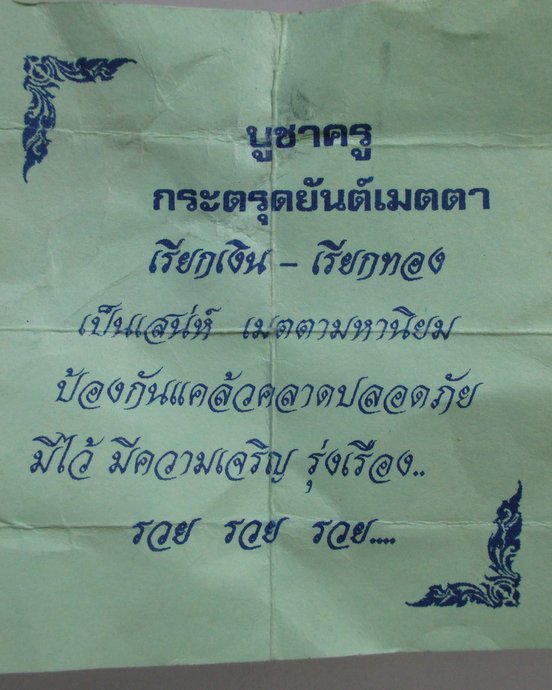 บูชาครู
กระตรุดยันต์เมตตา
เรียกเงิน – เรียกทอง
เป็นเสน่ห์ เมตตามหานิยม
ป้องกันแคล้วคลาดปลอดภัย
มีไว้ มีความเจริญ รุ่งเรือง..
รวย รวย รวย....